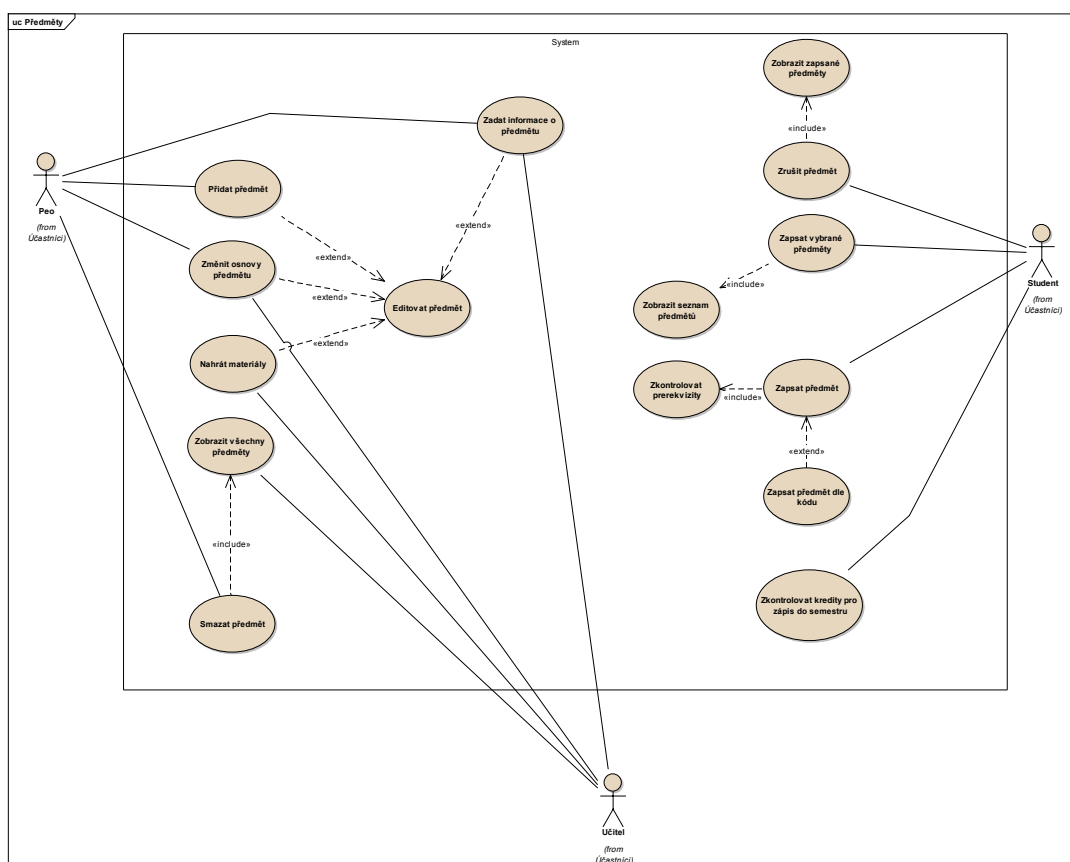 uc Předměty
System
Zobrazit zapsané
předměty
«include»
Zadat informace o
předmětu
Zrušit předmět
Přidat předmět
Peo
(from
Účastníci)
«extend»
Zapsat vybrané
předměty
Student
(from
Účastníci)
Změnit osnovy
předmětu
«extend»
«extend»
«include»
Editovat předmět
Zobrazit seznam
předmětů
«extend»
Nahrát materiály
Zkontrolovat
prerekvizity
«include»
Zapsat předmět
Zobrazit všechny
předměty
«extend»
Zapsat předmět dle
kódu
«include»
Zkontrolovat kredity pro
zápis do semestru
Smazat předmět
Učitel
(from
Účastníci)